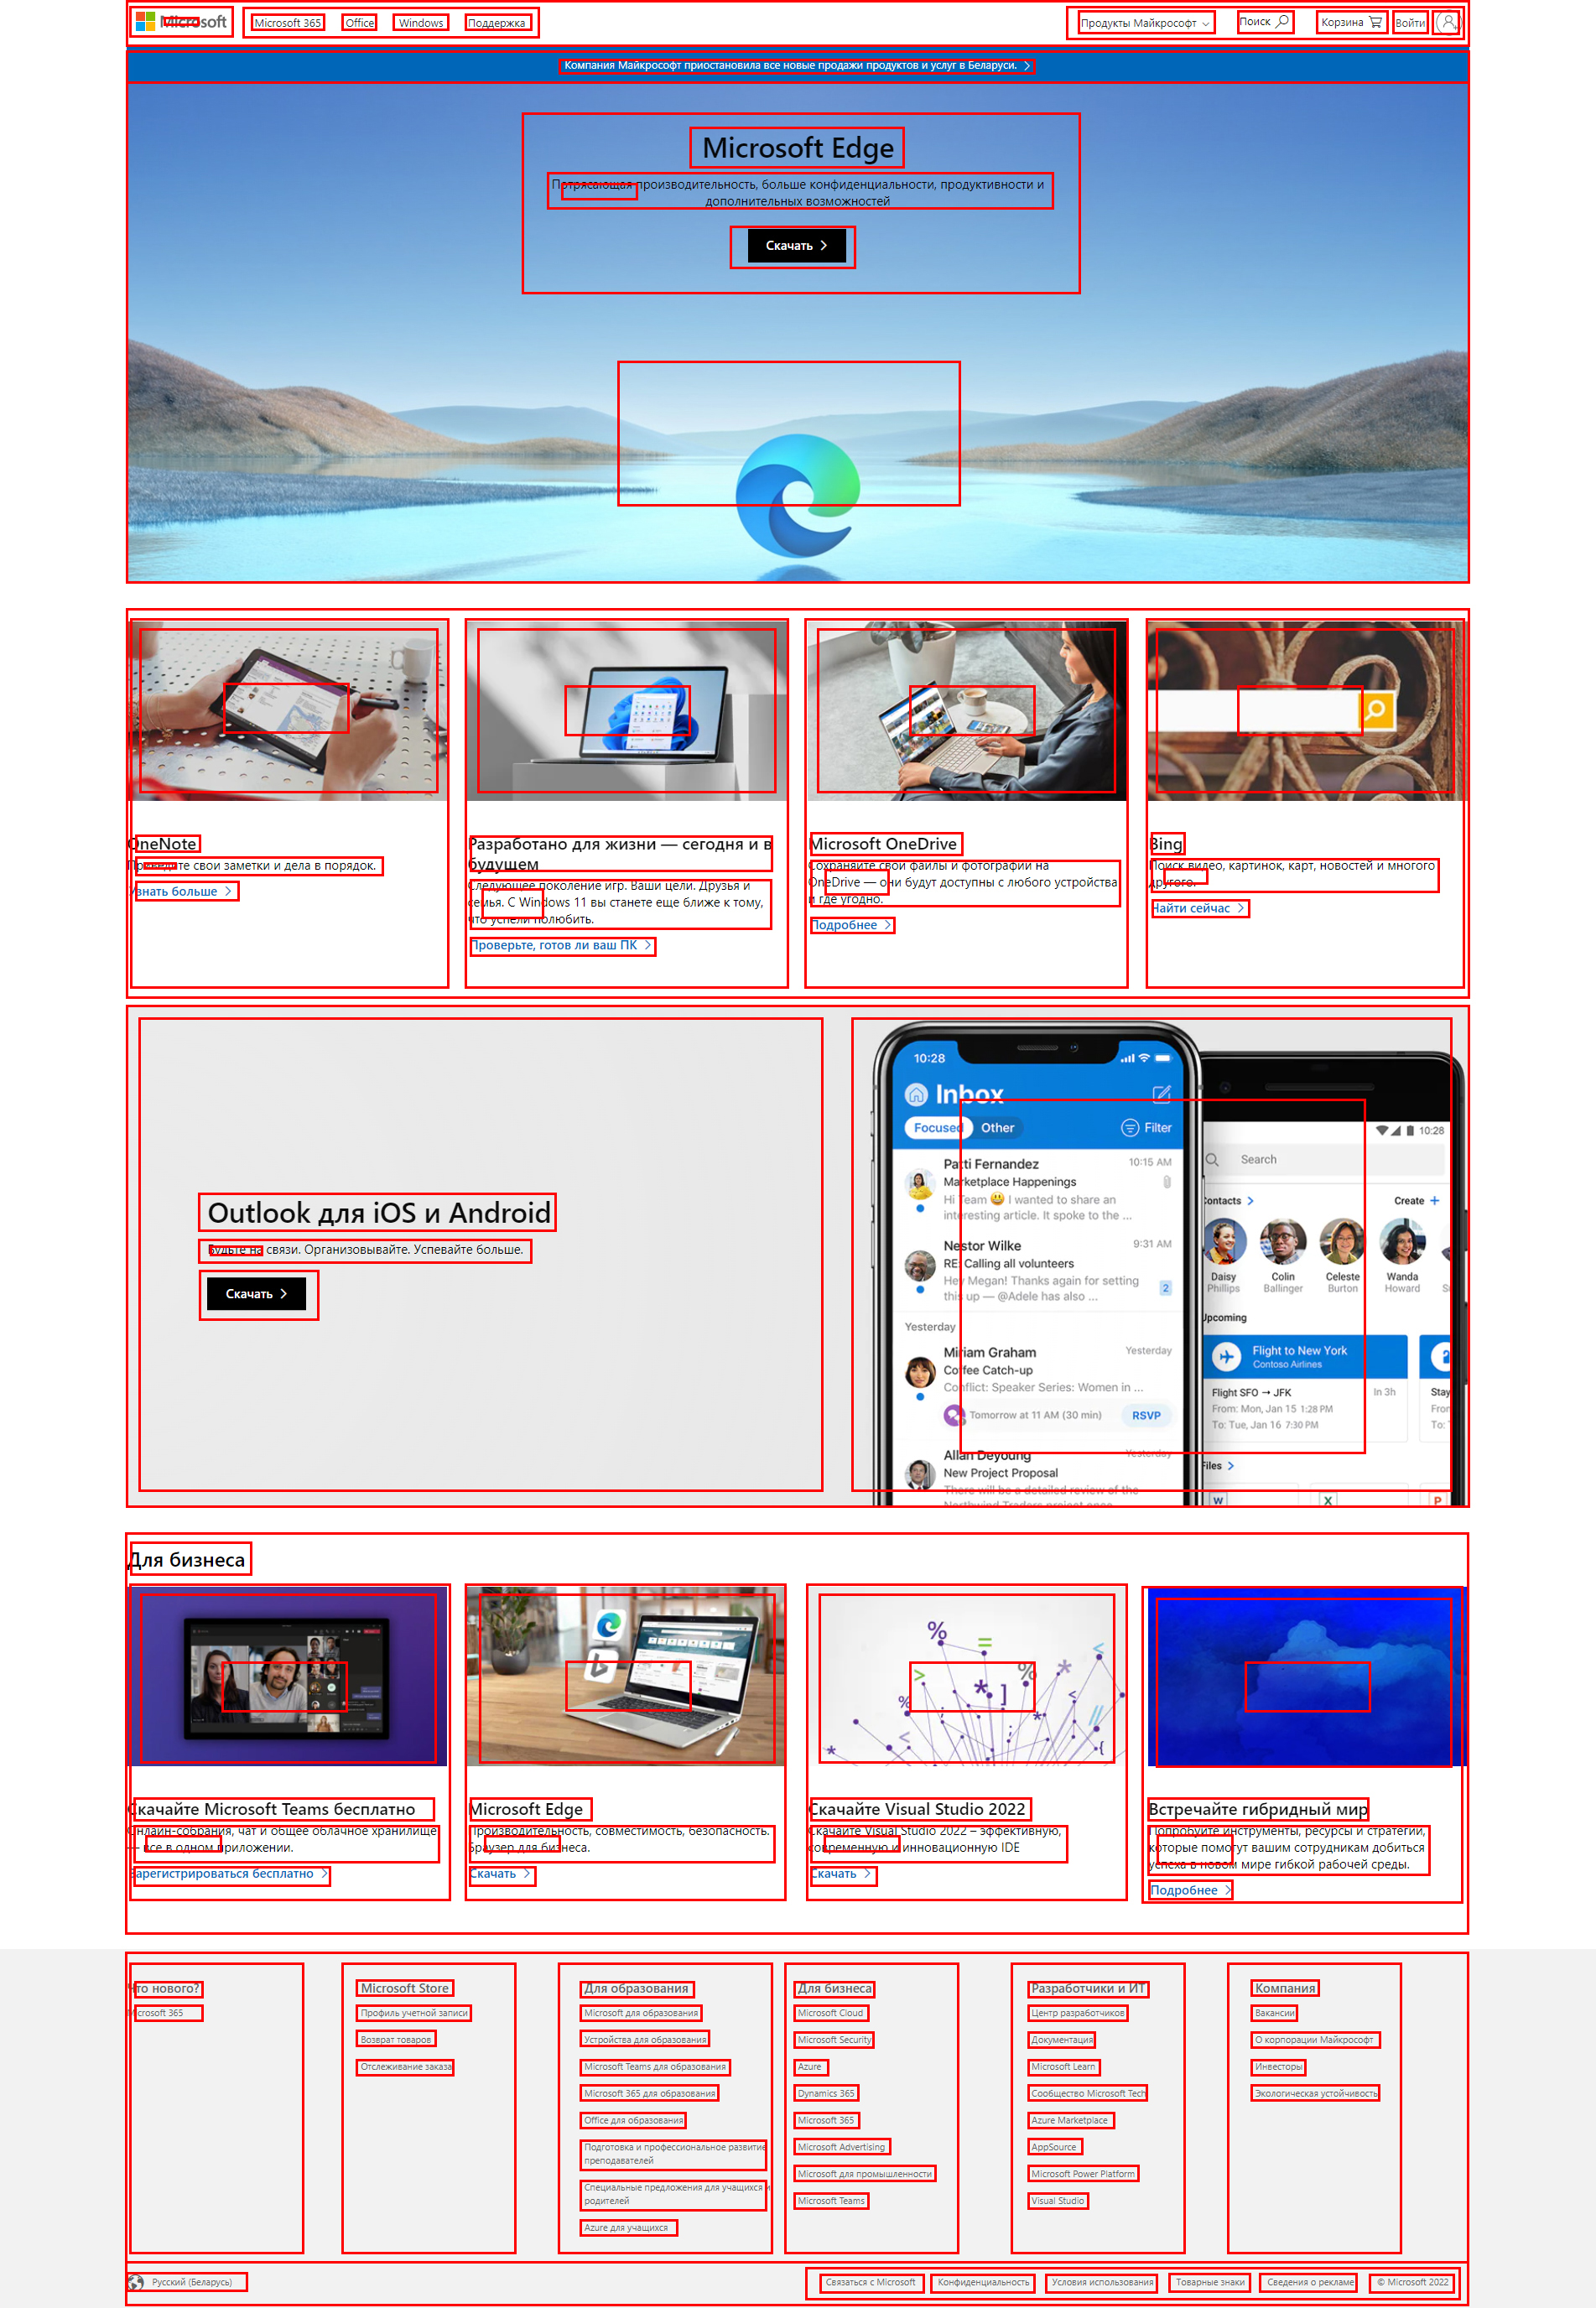 Microsoft
Microsoft 365
Office
Windows
Поддержка
Продукты Майкрософт
Поиск
Корзина
Войти
Компания Майкрософт приостановила все новые продажи продуктов и услуг в Беларуси.
Microsoft Edge
Потрясающая производительность, больше конфиденциальности, продуктивности и
дополнительных возможностей
Скачать
OneNote
Приведите свои заметки и дела в порядок.
Узнать больше
Разработано для жизни — сегодня и в
будущем
Следующее поколение игр. Ваши цели. Друзья и
семья. С Windows 11 вы станете еще ближе к тому,
что успели полюбить.
Проверьте, готов ли ваш ПК
Microsoft OneDrive
Сохраняйте свои файлы и фотографии на
OneDrive — они будут доступны с любого устройства
и где угодно.
Подробнее
Bing
Поиск видео, картинок, карт, новостей и многого
другого.
Найти сейчас
Outlook для iOS и Android
Будьте на связи. Организовывайте. Успевайте больше.
Скачать
10:28
Inbox
Focused
Other
Filter
Patti Fernandez
10:15 AM
Marketplace Happenings
Hi Team 😃 I wanted to share an
interesting article. It spoke to the ...
Nestor Wilke
9:31 AM
RE: Calling all volunteers
Hey Megan! Thanks again for setting
this up — @Adele has also ...
2
Yesterday
Miriam Graham
Yesterday
Coffee Catch-up
Conflict: Speaker Series: Women in ...
Tomorrow at 11 AM (30 min)
RSVP
Allan Deyoung
Yesterday
New Project Proposal
There will be a detailed review of the
Northwind Traders project once
10:28
Search
Contacts
Create +
Daisy
Phillips
Colin
Ballinger
Celeste
Burton
Wanda
Howard
Upcoming
Flight to New York
Contoso Airlines
Flight SFO → JFK
In 3h
From: Mon, Jan 15 1:28 PM
To: Tue, Jan 16 7:30 PM
Stay
From
To:
Files
W
X
P
Для бизнеса
Скачайте Microsoft Teams бесплатно
Онлайн-собрания, чат и общее облачное хранилище
— все в одном приложении.
Зарегистрироваться бесплатно
Microsoft Edge
Производительность, совместимость, безопасность.
Браузер для бизнеса.
Скачать
Скачайте Visual Studio 2022
Скачайте Visual Studio 2022 – эффективную,
современную и инновационную IDE
Скачать
Встречайте гибридный мир
Попробуйте инструменты, ресурсы и стратегии,
которые помогут вашим сотрудникам добиться
успеха в новом мире гибкой рабочей среды.
Подробнее
Что нового?
Microsoft 365
Microsoft Store
Профиль учетной записи
Возврат товаров
Отслеживание заказа
Для образования
Microsoft для образования
Устройства для образования
Microsoft Teams для образования
Microsoft 365 для образования
Office для образования
Подготовка и профессиональное развитие
преподавателей
Специальные предложения для учащихся и
родителей
Azure для учащихся
Для бизнеса
Microsoft Cloud
Microsoft Security
Azure
Dynamics 365
Microsoft 365
Microsoft Advertising
Microsoft для промышленности
Microsoft Teams
Разработчики и ИТ
Центр разработчиков
Документация
Microsoft Learn
Сообщество Microsoft Tech
Azure Marketplace
AppSource
Microsoft Power Platform
Visual Studio
Компания
Вакансии
О корпорации Майкрософт
Инвесторы
Экологическая устойчивость
Русский (Беларусь)
Связаться с Microsoft
Конфиденциальность
Условия использования
Товарные знаки
Сведения о рекламе
© Microsoft 2022